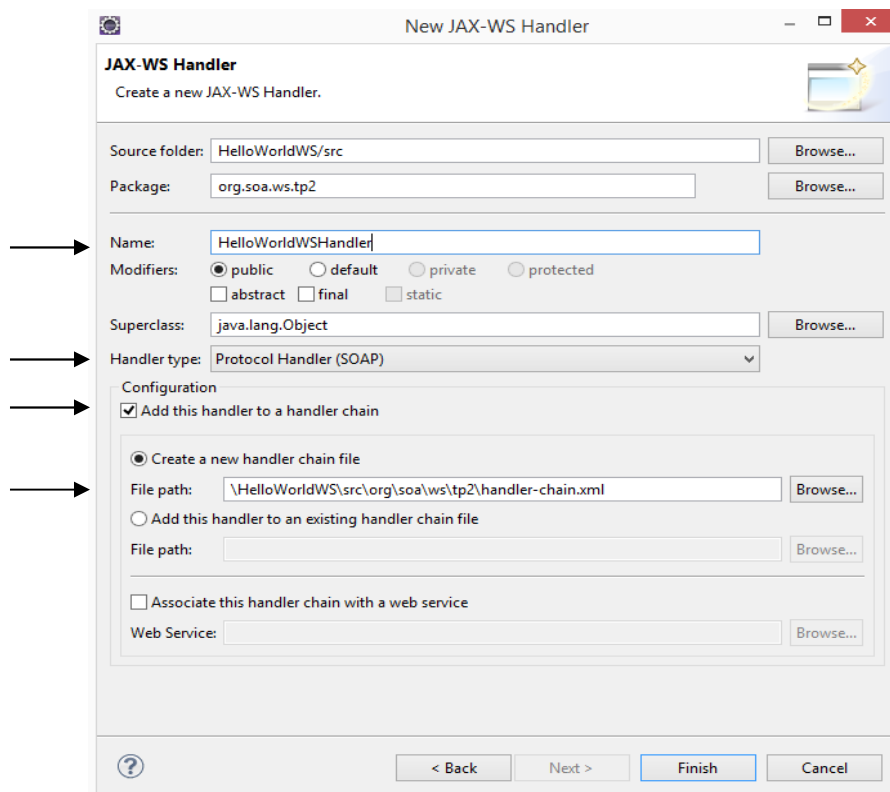 New JAX-WS Handler
JAX-WS Handler
Create a new JAX-WS Handler.
Source folder: HelloWorldWS/src Browse...
Package: org.soa.ws.tp2 Browse...
Name: HelloWorldWSHandler
Modifiers: public default private protected
abstract final static
Superclass: java.lang.Object Browse...
Handler type: Protocol Handler (SOAP)
Configuration
Add this handler to a handler chain
Create a new handler chain file
File path: \HelloWorldWS\src\org\soa\ws\tp2\handler-chain.xml Browse...
Add this handler to an existing handler chain file
File path: Browse...
Associate this handler chain with a web service
Web Service: Browse...
? < Back Next > Finish Cancel